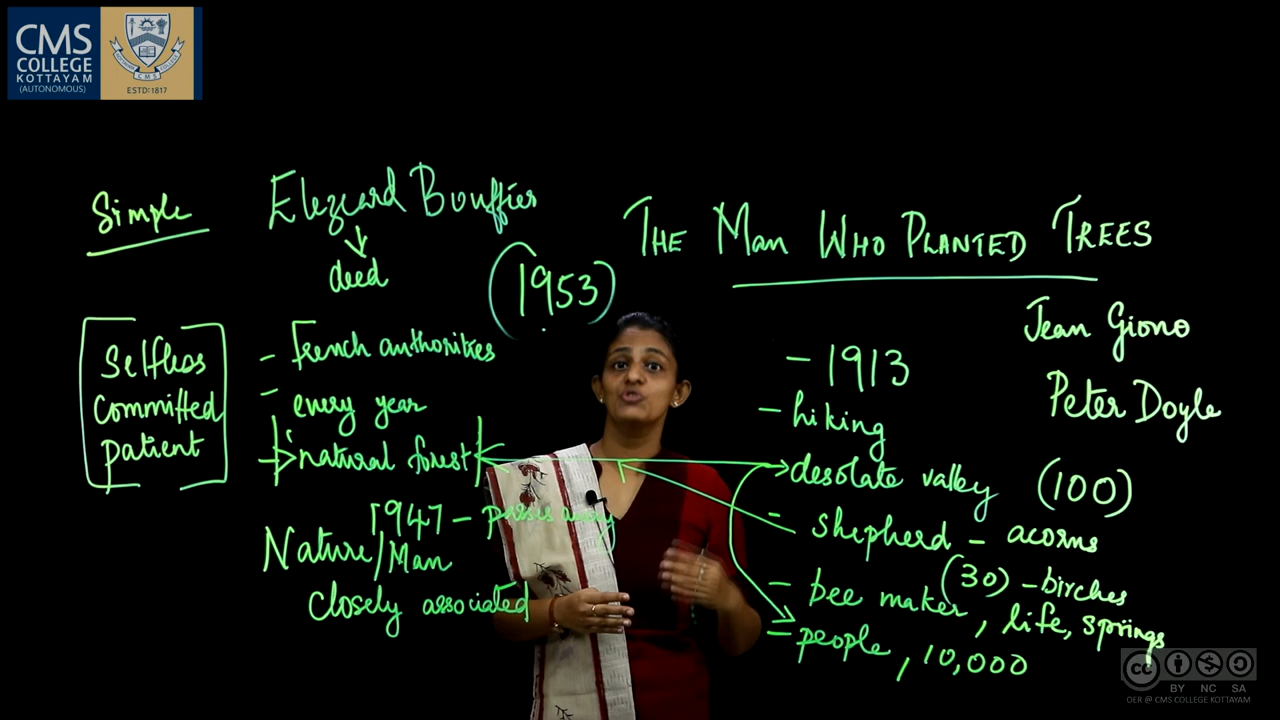 CMS
COLLEGE
KOTTAYAM
(AUTONOMOUS)
CMS
ESTD:1817
Simple
Elezeard Bouffier
deed
(1953)
Selfless
committed
patient
- French authorities
- every year
natural forest
1947 - passes away
Nature/Man
closely associated
THE MAN WHO PLANTED TREES
Jean Giono
Peter Doyle
- 1913
- hiking
desolate valley (100)
- shepherd - acorns
(30) - birches
- bee maker, life, springs
- people, 10,000
cc
BY NC SA
OER @ CMS COLLEGE KOTTAYAM